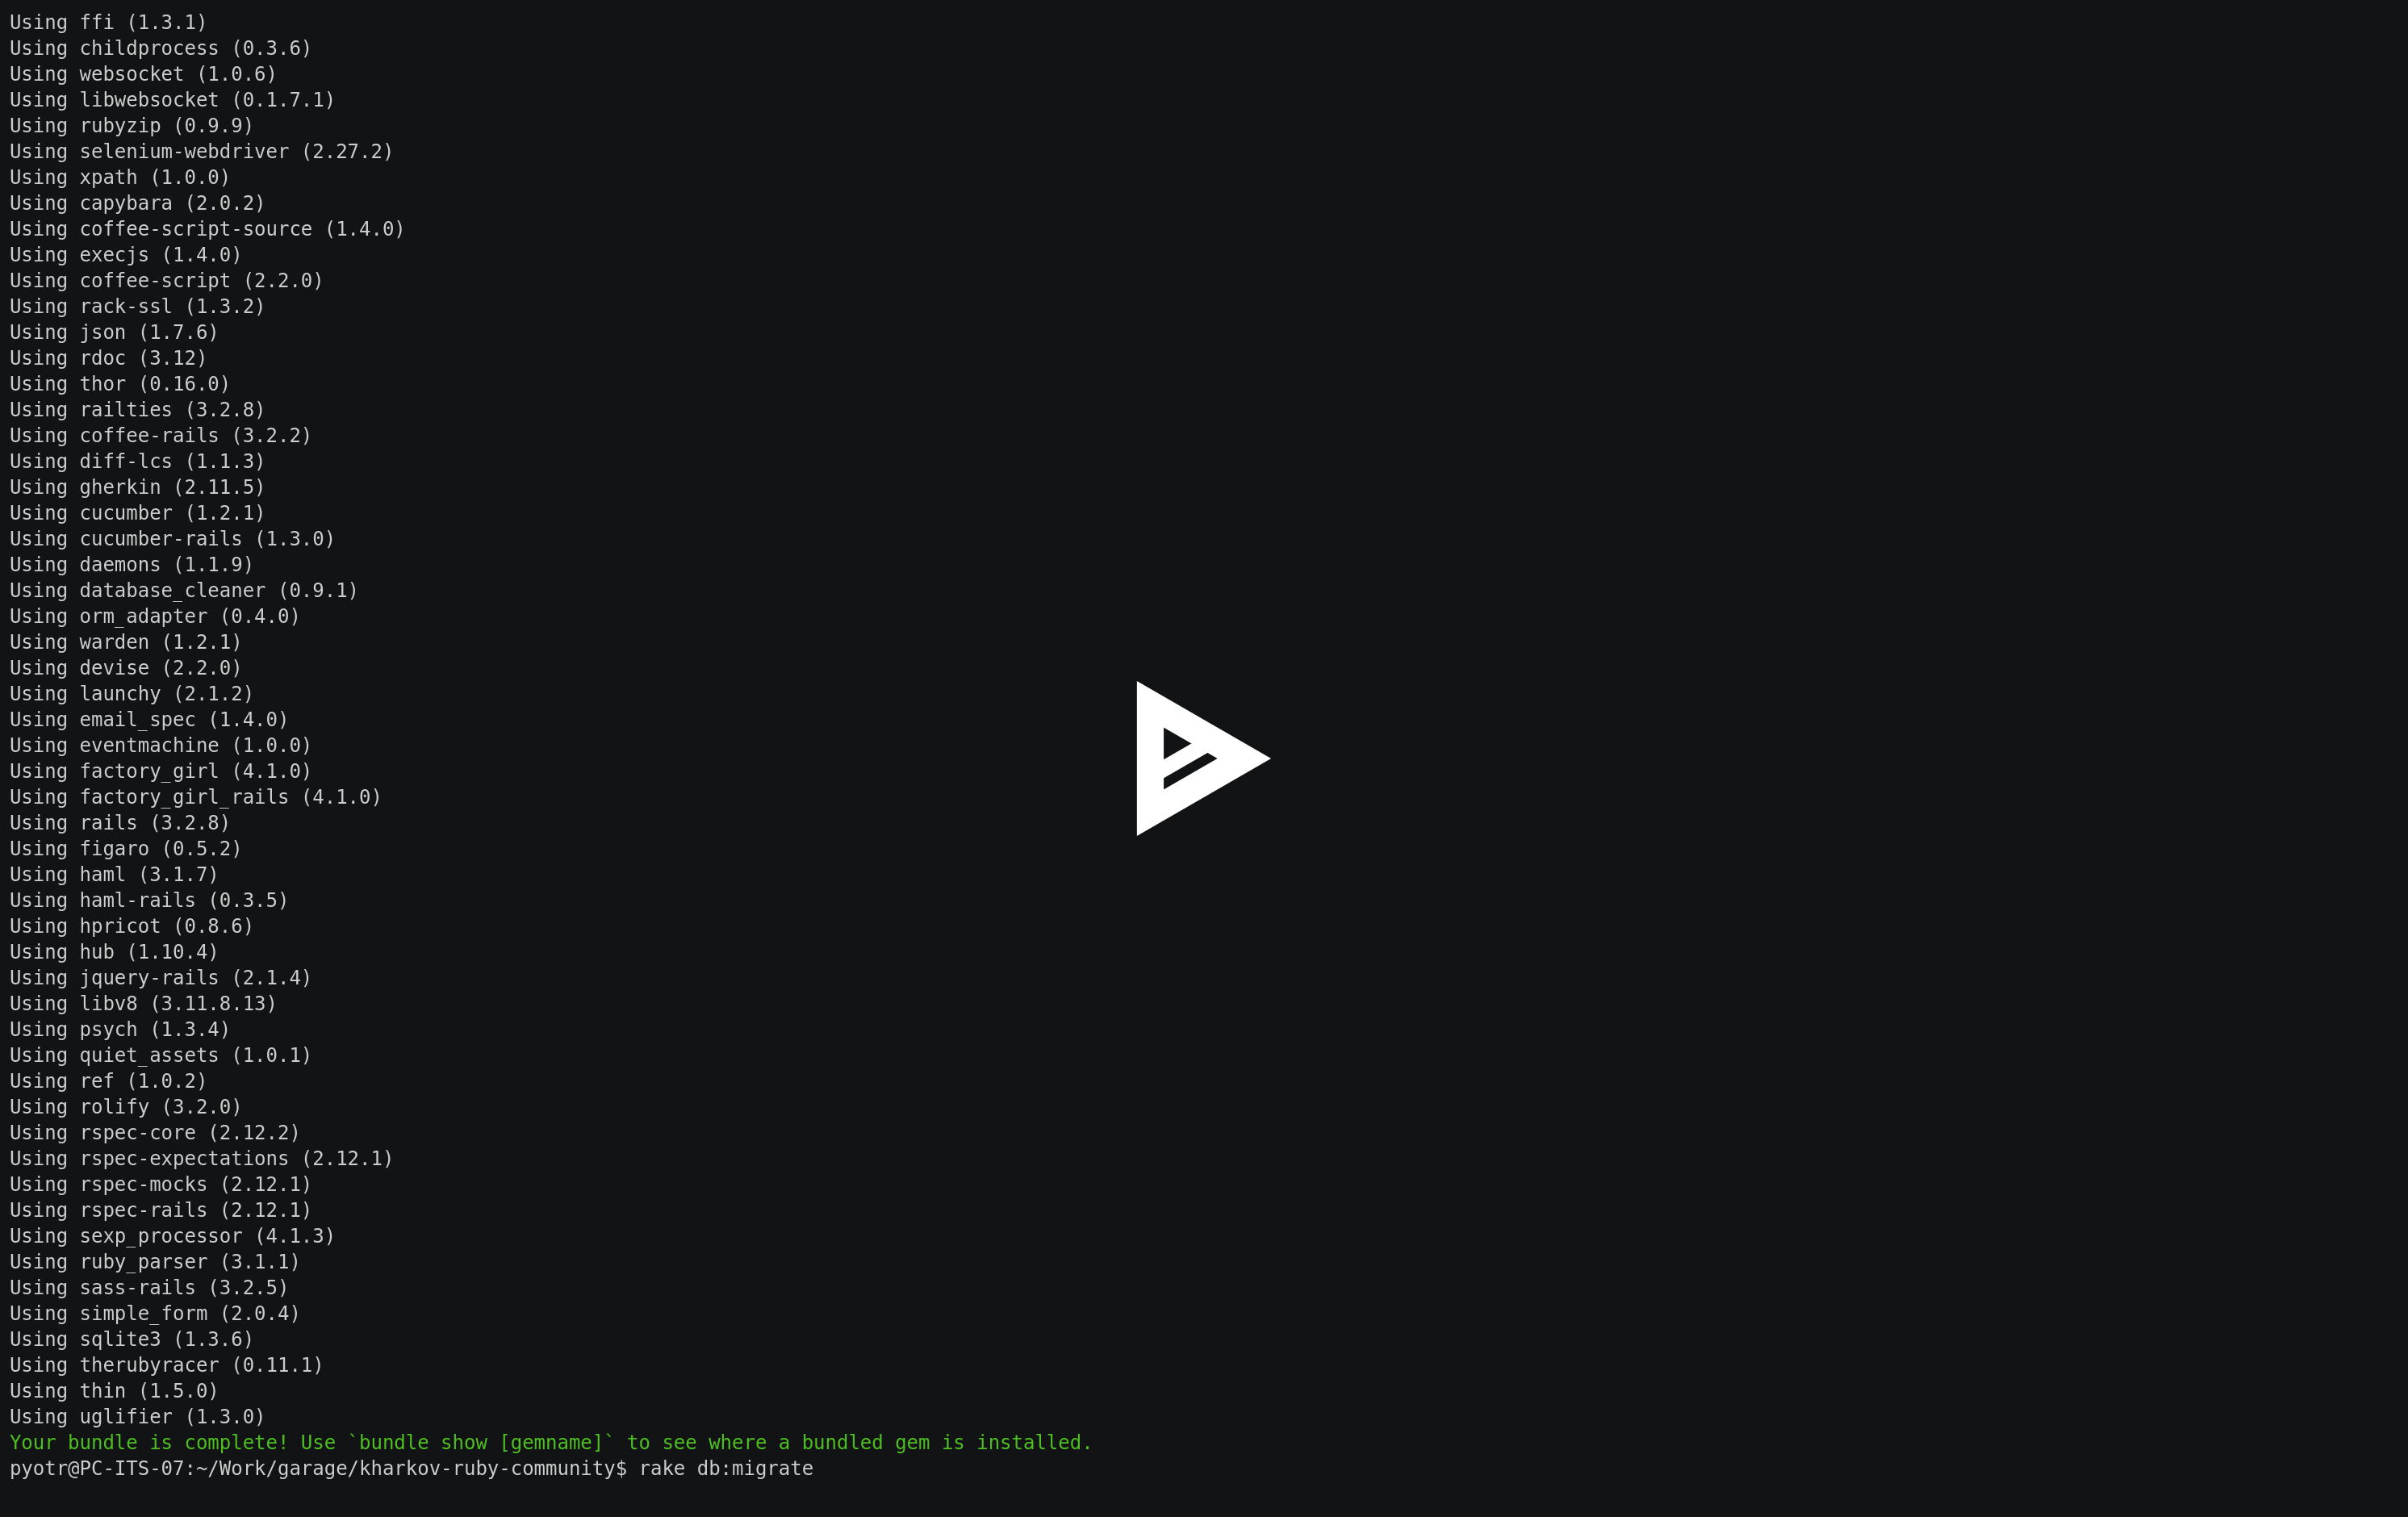 Using ffi (1.3.1)
Using childprocess (0.3.6)
Using websocket (1.0.6)
Using libwebsocket (0.1.7.1)
Using rubyzip (0.9.9)
Using selenium-webdriver (2.27.2)
Using xpath (1.0.0)
Using capybara (2.0.2)
Using coffee-script-source (1.4.0)
Using execjs (1.4.0)
Using coffee-script (2.2.0)
Using rack-ssl (1.3.2)
Using json (1.7.6)
Using rdoc (3.12)
Using thor (0.16.0)
Using railties (3.2.8)
Using coffee-rails (3.2.2)
Using diff-lcs (1.1.3)
Using gherkin (2.11.5)
Using cucumber (1.2.1)
Using cucumber-rails (1.3.0)
Using daemons (1.1.9)
Using database_cleaner (0.9.1)
Using orm_adapter (0.4.0)
Using warden (1.2.1)
Using devise (2.2.0)
Using launchy (2.1.2)
Using email_spec (1.4.0)
Using eventmachine (1.0.0)
Using factory_girl (4.1.0)
Using factory_girl_rails (4.1.0)
Using rails (3.2.8)
Using figaro (0.5.2)
Using haml (3.1.7)
Using haml-rails (0.3.5)
Using hpricot (0.8.6)
Using hub (1.10.4)
Using jquery-rails (2.1.4)
Using libv8 (3.11.8.13)
Using psych (1.3.4)
Using quiet_assets (1.0.1)
Using ref (1.0.2)
Using rolify (3.2.0)
Using rspec-core (2.12.2)
Using rspec-expectations (2.12.1)
Using rspec-mocks (2.12.1)
Using rspec-rails (2.12.1)
Using sexp_processor (4.1.3)
Using ruby_parser (3.1.1)
Using sass-rails (3.2.5)
Using simple_form (2.0.4)
Using sqlite3 (1.3.6)
Using therubyracer (0.11.1)
Using thin (1.5.0)
Using uglifier (1.3.0)
Your bundle is complete! Use `bundle show [gemname]` to see where a bundled gem is installed.
pyotr@PC-ITS-07:~/Work/garage/kharkov-ruby-community$ rake db:migrate